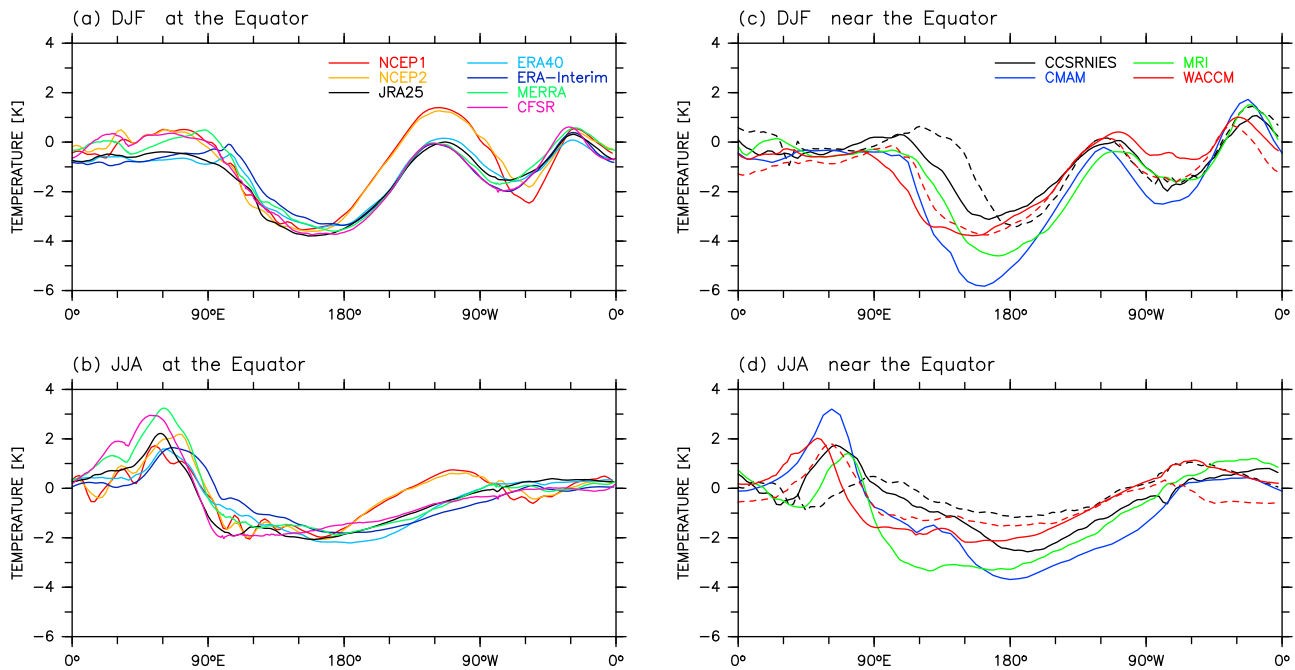 (a) DJF at the Equator
TEMPERATURE [K]
4
2
0
−2
−4
−6
NCEP1
NCEP2
JRA25
ERA40
ERA−Interim
MERRA
CFSR
0° 90°E 180° 90°W 0°
(c) DJF near the Equator
TEMPERATURE [K]
4
2
0
−2
−4
−6
CCSRNIES
CMAM
MRI
WACCM
0° 90°E 180° 90°W 0°
(b) JJA at the Equator
TEMPERATURE [K]
4
2
0
−2
−4
−6
0° 90°E 180° 90°W 0°
(d) JJA near the Equator
TEMPERATURE [K]
4
2
0
−2
−4
−6
0° 90°E 180° 90°W 0°